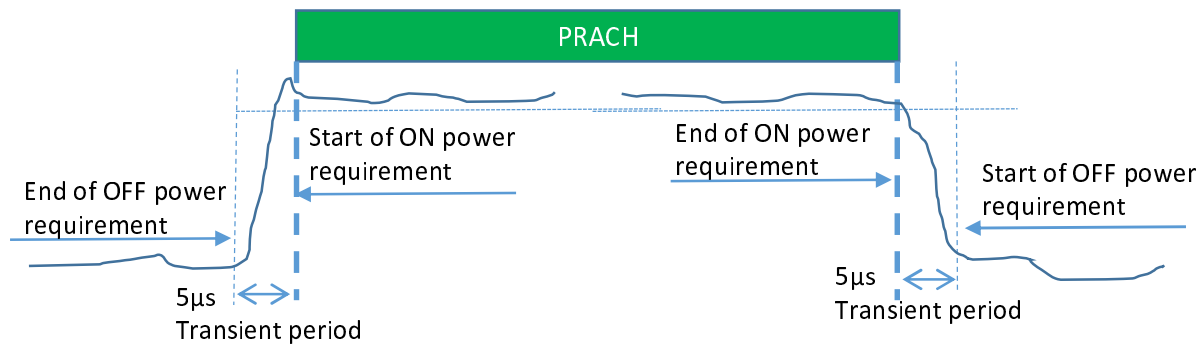 PRACH
Start of ON power
requirement
End of ON power
requirement
End of OFF power
requirement
Start of OFF power
requirement
5µs
Transient period
5µs
Transient period